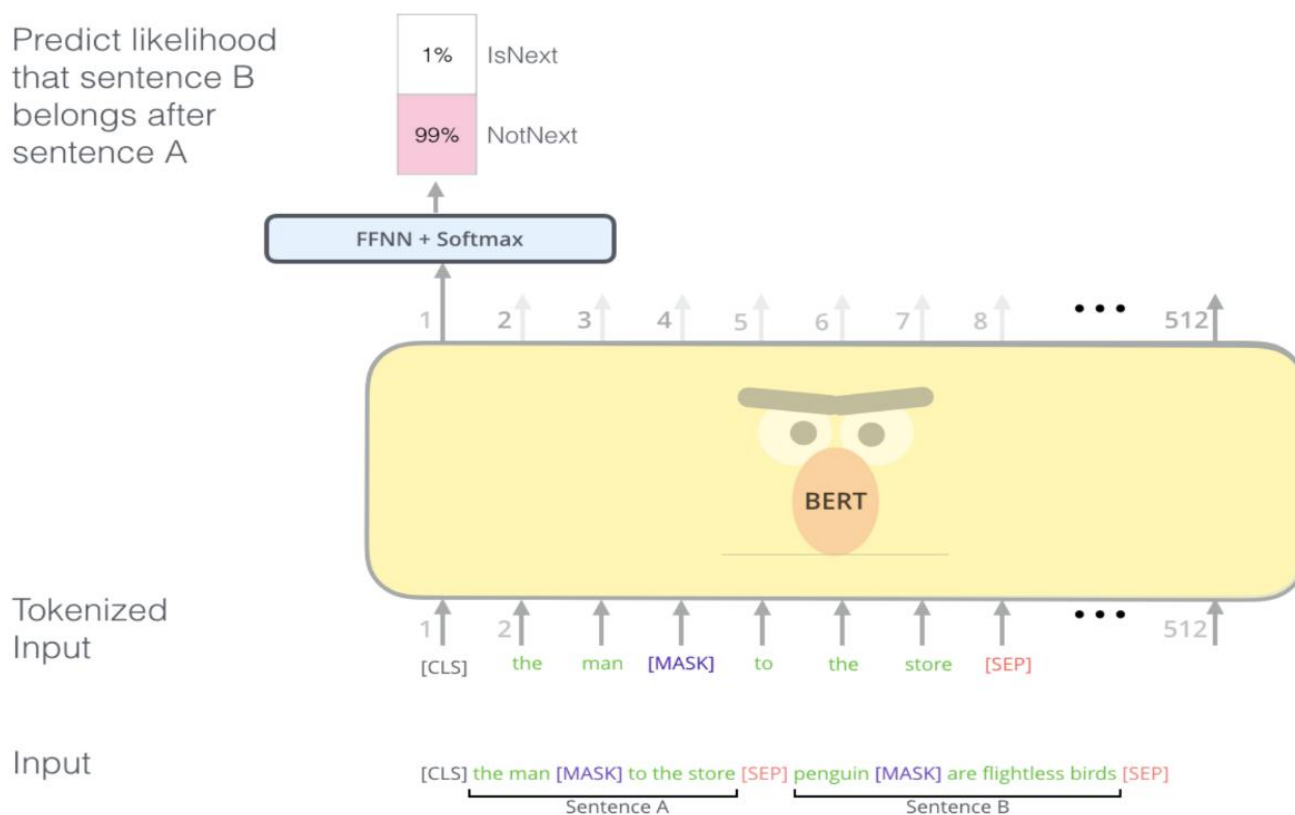 Predict likelihood
that sentence B
belongs after
sentence A
1% IsNext
99% NotNext
FFNN + Softmax
1 2 3 4 5 6 7 8 ••• 512
BERT
Tokenized
Input
1 2 ••• 512
[CLS] the man [MASK] to the store [SEP]
Input
[CLS] the man [MASK] to the store [SEP] penguin [MASK] are flightless birds [SEP]
Sentence A Sentence B